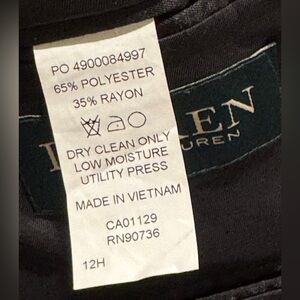 PO 4900084997
65% POLYESTER
35% RAYON
DRY CLEAN ONLY
LOW MOISTURE
UTILITY PRESS
MADE IN VIETNAM
CA01129
RN90736
12H